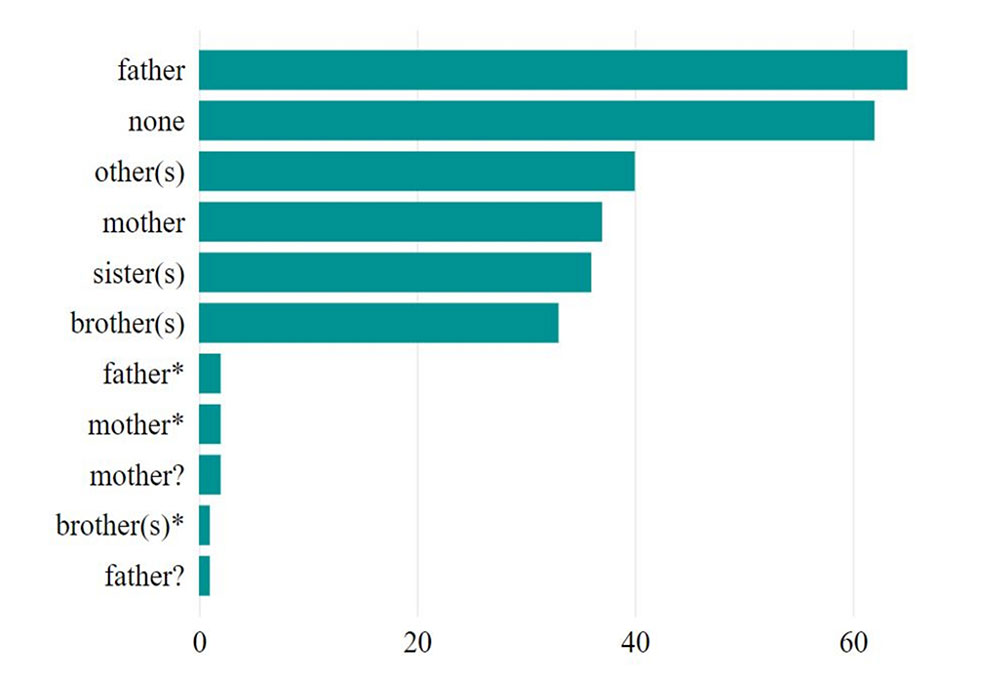 father
none
other(s)
mother
sister(s)
brother(s)
father*
mother*
mother?
brother(s)*
father?
0 20 40 60